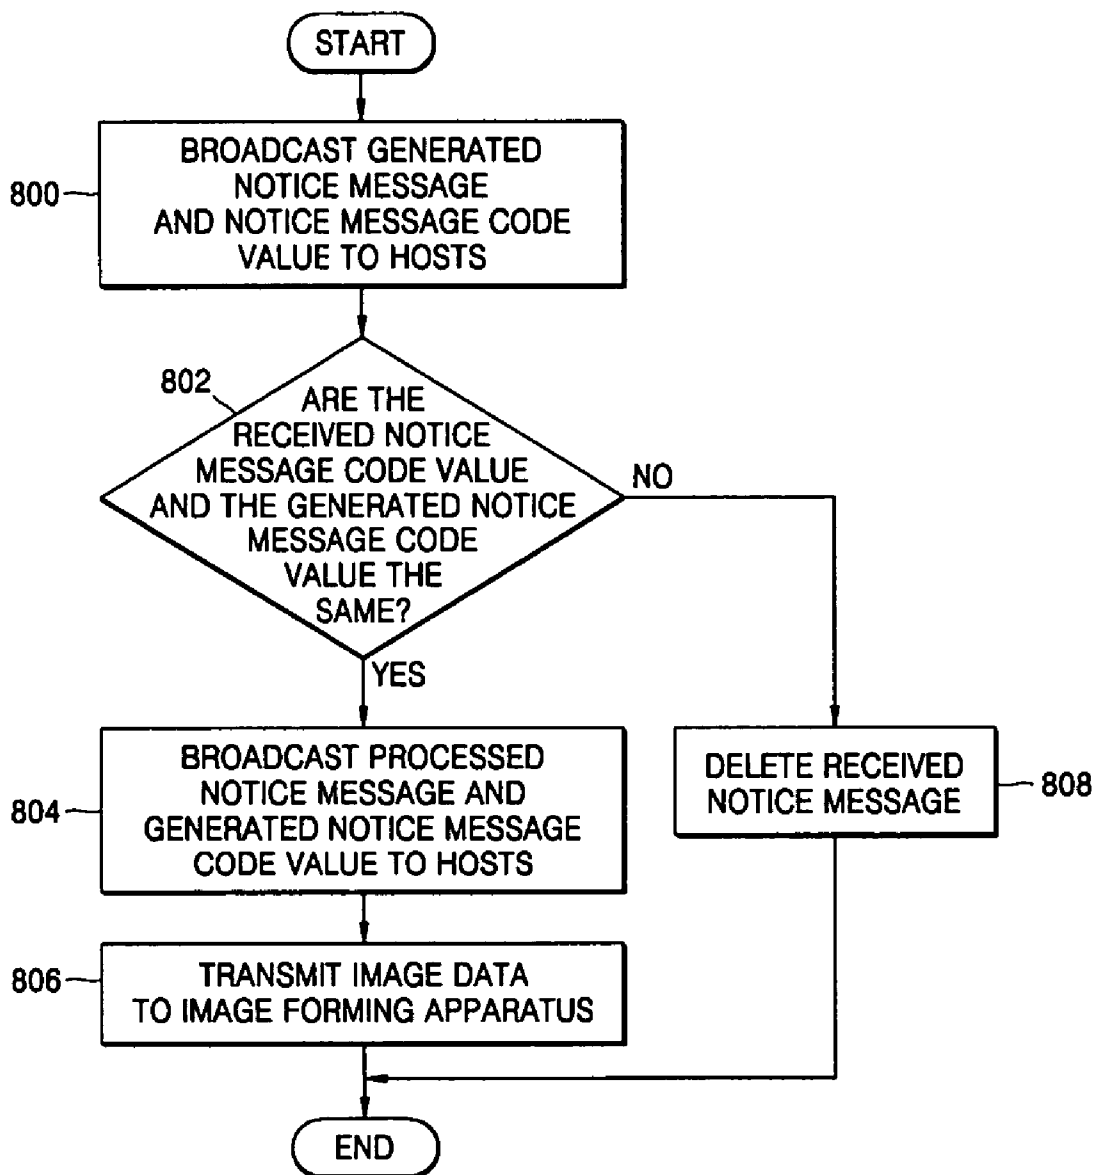 START
800
BROADCAST GENERATED
NOTICE MESSAGE
AND NOTICE MESSAGE CODE
VALUE TO HOSTS
802
ARE THE
RECEIVED NOTICE
MESSAGE CODE VALUE
AND THE GENERATED NOTICE
MESSAGE CODE
VALUE THE
SAME?
NO
YES
804
BROADCAST PROCESSED
NOTICE MESSAGE AND
GENERATED NOTICE MESSAGE
CODE VALUE TO HOSTS
DELETE RECEIVED
NOTICE MESSAGE
808
806
TRANSMIT IMAGE DATA
TO IMAGE FORMING APPARATUS
END